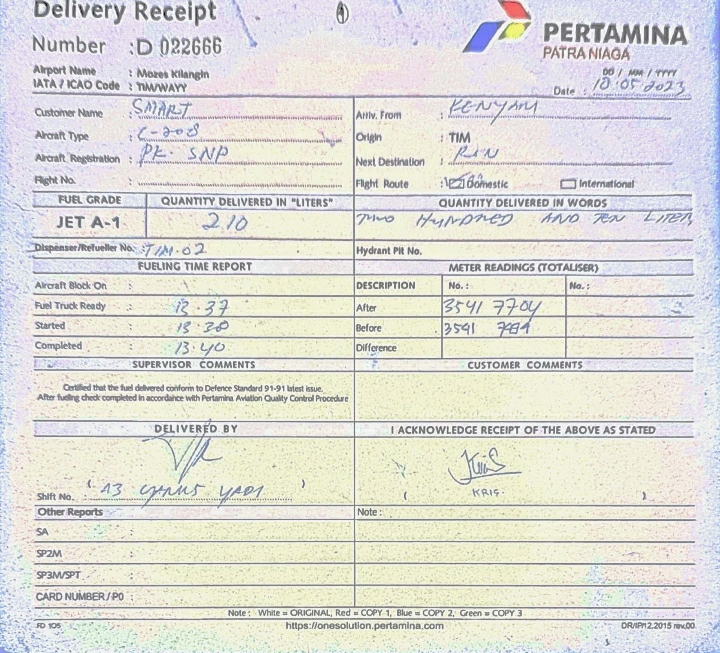 Delivery Receipt
Number : D 022666
PERTAMINA
PATRA NIAGA
Airport Name : Mozes Kilangin
IATA / ICAO Code : TIM/WAYY
DD / MM / YYYY
Date : 10.05.2023
Customer Name : SMART
Arriv. From : KENYAM
Aircraft Type : C-208
Origin : TIM
Aircraft Registration : PK-SNP
Next Destination :
Flight No. :
Flight Route : Domestic International
FUEL GRADE QUANTITY DELIVERED IN "LITERS" QUANTITY DELIVERED IN WORDS
JET A-1 210 TWO HUNDRED AND TEN LITER
Dispenser/Refueller No. : TIM-02 Hydrant Pit No.
FUELING TIME REPORT METER READINGS (TOTALISER)
Aircraft Block On : DESCRIPTION No. : No. :
Fuel Truck Ready : 13.37 After 3541 7704
Started : 13.38 Before 3541
Completed : 13.40 Difference
SUPERVISOR COMMENTS CUSTOMER COMMENTS
Certified that the fuel delivered conform to Defence Standard 91-91 latest issue.
After fueling check completed in accordance with Pertamina Aviation Quality Control Procedure
DELIVERED BY I ACKNOWLEDGE RECEIPT OF THE ABOVE AS STATED
Shift No. : ( A3 YADI ) ( KRIS. )
Other Reports Note :
SA :
SP2M :
SP3M/SPT :
CARD NUMBER / PO :
Note : White = ORIGINAL, Red = COPY 1, Blue = COPY 2, Green = COPY 3
FD 105 https://onesolution.pertamina.com DR/IP/12.2015 rev.00